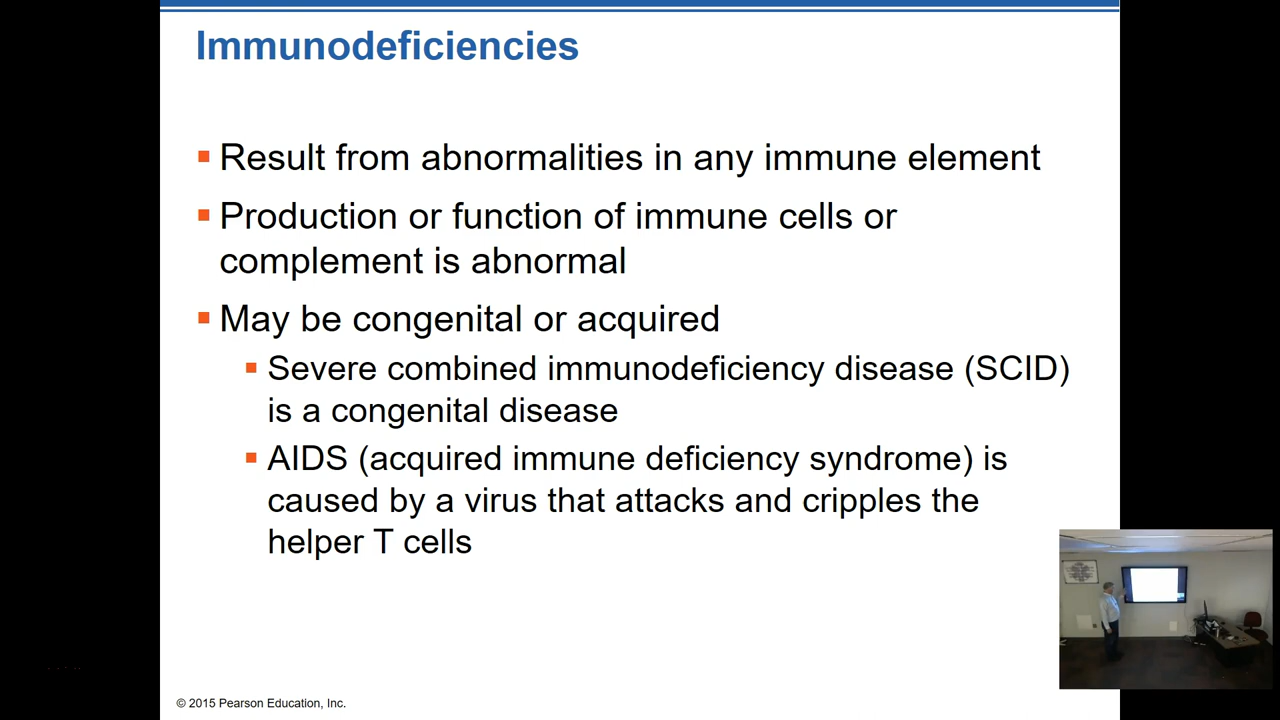 Immunodeficiencies
Result from abnormalities in any immune element
Production or function of immune cells or
complement is abnormal
May be congenital or acquired
Severe combined immunodeficiency disease (SCID)
is a congenital disease
AIDS (acquired immune deficiency syndrome) is
caused by a virus that attacks and cripples the
helper T cells
© 2015 Pearson Education, Inc.